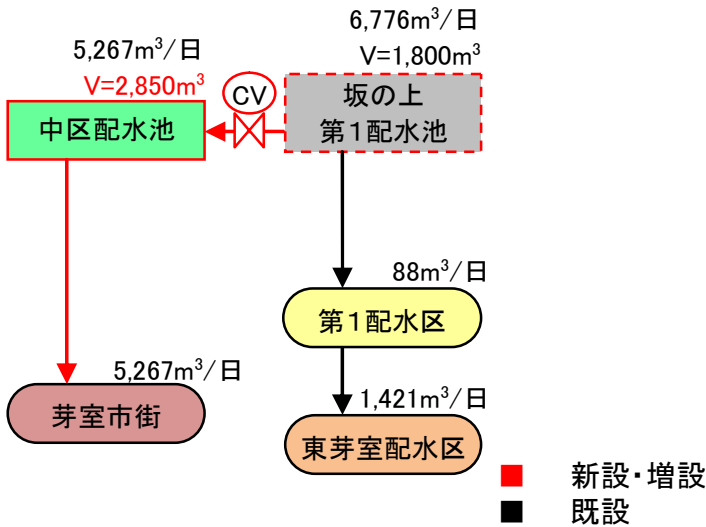 6,776m³/日
V=1,800m³
5,267m³/日
V=2,850m³
CV
坂の上
第1配水池
中区配水池
88m³/日
第1配水区
5,267m³/日
芽室市街
1,421m³/日
東芽室配水区
■ 新設・増設
■ 既設